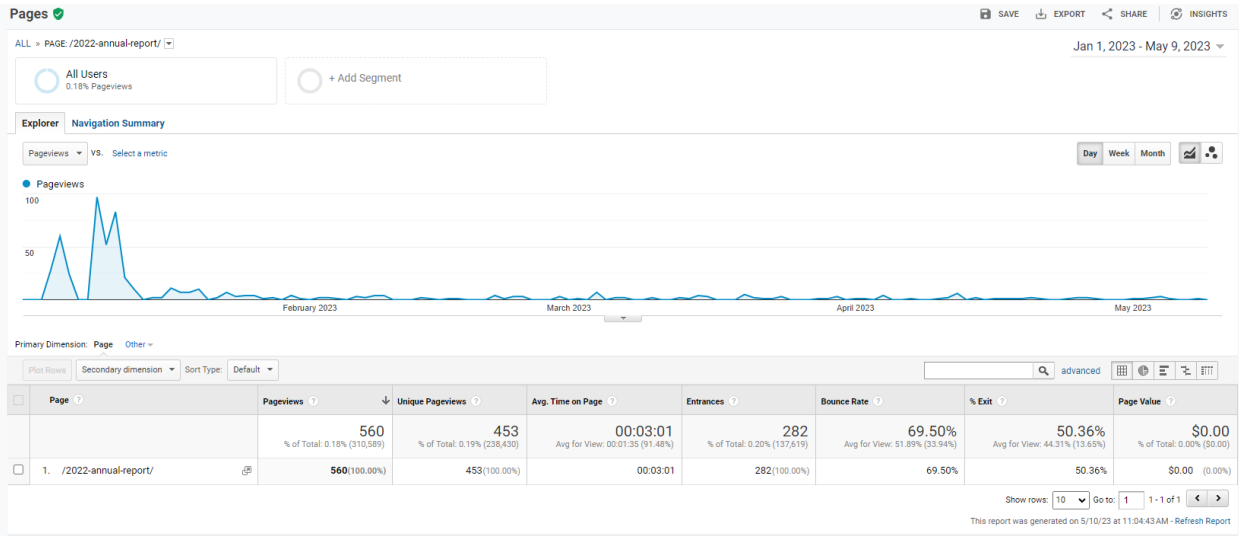 Pages
SAVE EXPORT SHARE INSIGHTS
ALL » PAGE: /2022-annual-report/
Jan 1, 2023 - May 9, 2023
All Users
0.18% Pageviews
+ Add Segment
Explorer Navigation Summary
Pageviews VS. Select a metric
Day Week Month
Pageviews
100
50
February 2023 March 2023 April 2023 May 2023
Primary Dimension: Page Other
Plot Rows Secondary dimension Sort Type: Default advanced
Page ? Pageviews ? Unique Pageviews ? Avg. Time on Page ? Entrances ? Bounce Rate ? % Exit ? Page Value ?
560 453 00:03:01 282 69.50% 50.36% $0.00
% of Total: 0.18% (310,589) % of Total: 0.19% (238,430) Avg for View: 00:01:35 (91.48%) % of Total: 0.20% (137,619) Avg for View: 51.89% (33.94%) Avg for View: 44.31% (13.65%) % of Total: 0.00% ($0.00)
1. /2022-annual-report/ 560(100.00%) 453(100.00%) 00:03:01 282(100.00%) 69.50% 50.36% $0.00 (0.00%)
Show rows: 10 Go to: 1 1 - 1 of 1
This report was generated on 5/10/23 at 11:04:43 AM - Refresh Report